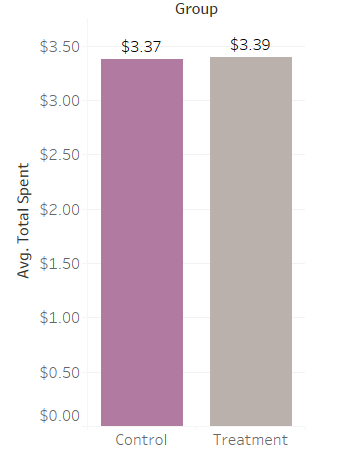 Group
$3.50
$3.37
$3.39
$3.00
$2.50
$2.00
$1.50
$1.00
$0.50
$0.00
Avg. Total Spent
Control
Treatment